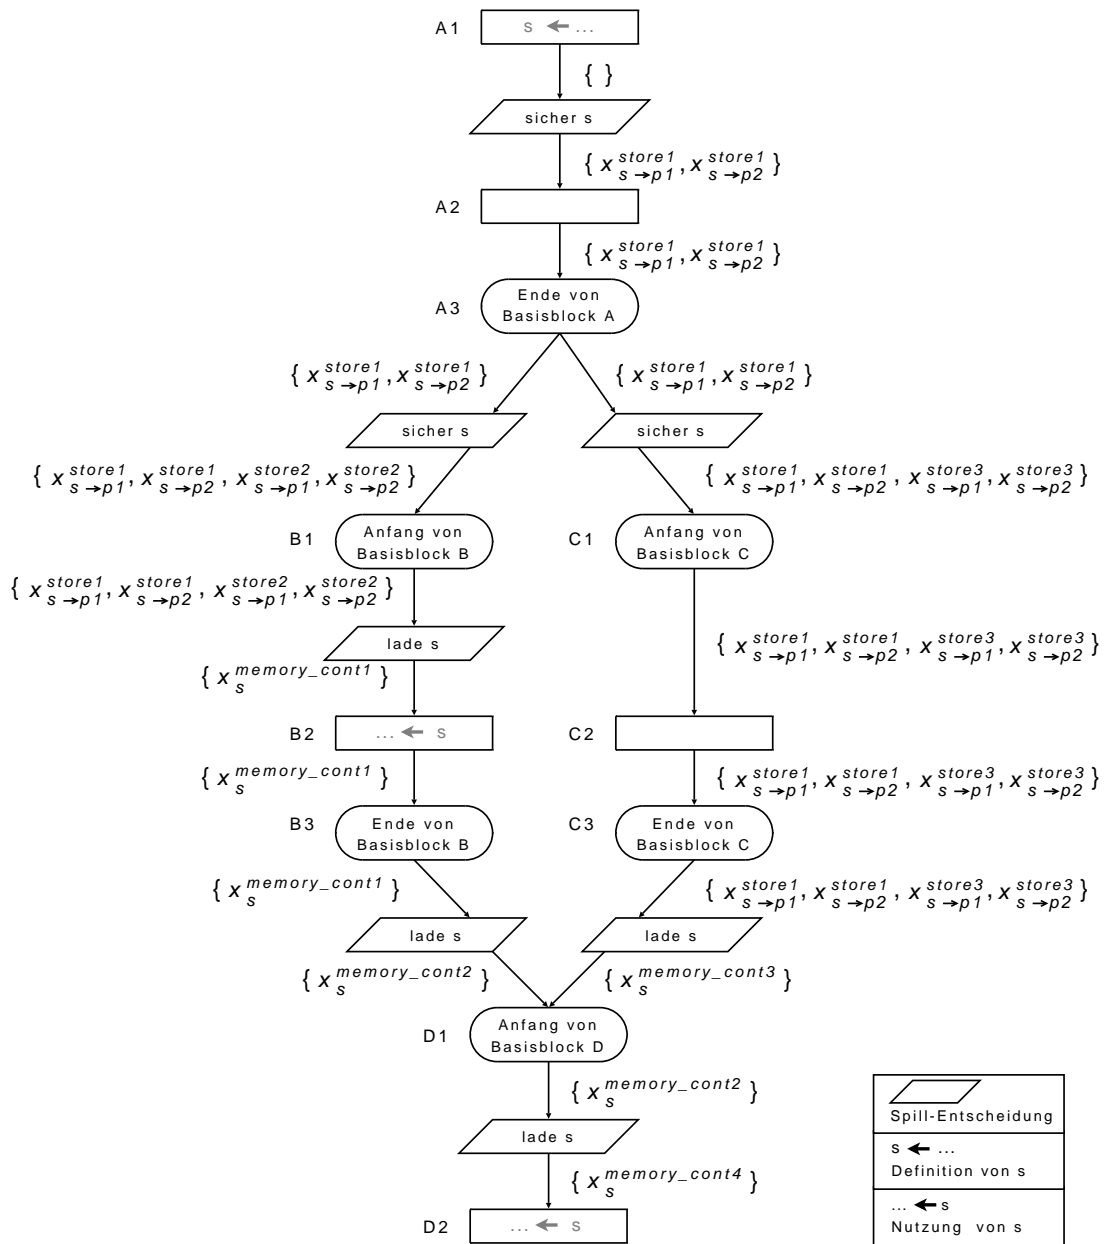 A1
s ← ...
{ }
sicher s
{ x^{store1}_{s→p1}, x^{store1}_{s→p2} }
A2
{ x^{store1}_{s→p1}, x^{store1}_{s→p2} }
A3
Ende von
Basisblock A
{ x^{store1}_{s→p1}, x^{store1}_{s→p2} }
{ x^{store1}_{s→p1}, x^{store1}_{s→p2} }
sicher s
sicher s
{ x^{store1}_{s→p1}, x^{store1}_{s→p2}, x^{store2}_{s→p1}, x^{store2}_{s→p2} }
{ x^{store1}_{s→p1}, x^{store1}_{s→p2}, x^{store3}_{s→p1}, x^{store3}_{s→p2} }
B1
Anfang von
Basisblock B
C1
Anfang von
Basisblock C
{ x^{store1}_{s→p1}, x^{store1}_{s→p2}, x^{store2}_{s→p1}, x^{store2}_{s→p2} }
lade s
{ x^{store1}_{s→p1}, x^{store1}_{s→p2}, x^{store3}_{s→p1}, x^{store3}_{s→p2} }
{ x^{memory_cont1}_{s} }
B2
... ← s
C2
{ x^{memory_cont1}_{s} }
{ x^{store1}_{s→p1}, x^{store1}_{s→p2}, x^{store3}_{s→p1}, x^{store3}_{s→p2} }
B3
Ende von
Basisblock B
C3
Ende von
Basisblock C
{ x^{memory_cont1}_{s} }
{ x^{store1}_{s→p1}, x^{store1}_{s→p2}, x^{store3}_{s→p1}, x^{store3}_{s→p2} }
lade s
lade s
{ x^{memory_cont2}_{s} }
{ x^{memory_cont3}_{s} }
D1
Anfang von
Basisblock D
{ x^{memory_cont2}_{s} }
lade s
{ x^{memory_cont4}_{s} }
D2
... ← s
Spill-Entscheidung
s ← ...
Definition von s
... ← s
Nutzung von s